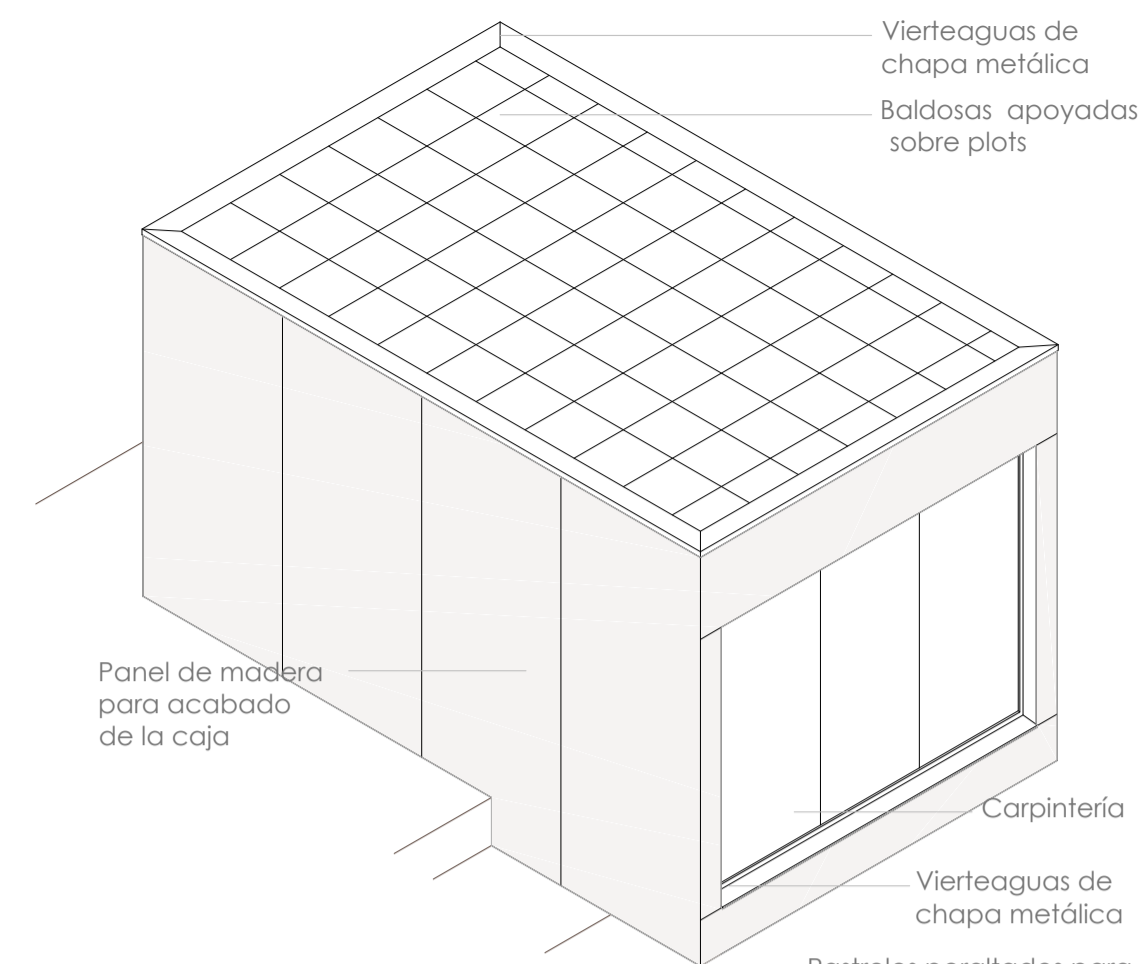 Vierteaguas de
chapa metálica
Baldosas apoyadas
sobre plots
Panel de madera
para acabado
de la caja
Carpintería
Vierteaguas de
chapa metálica